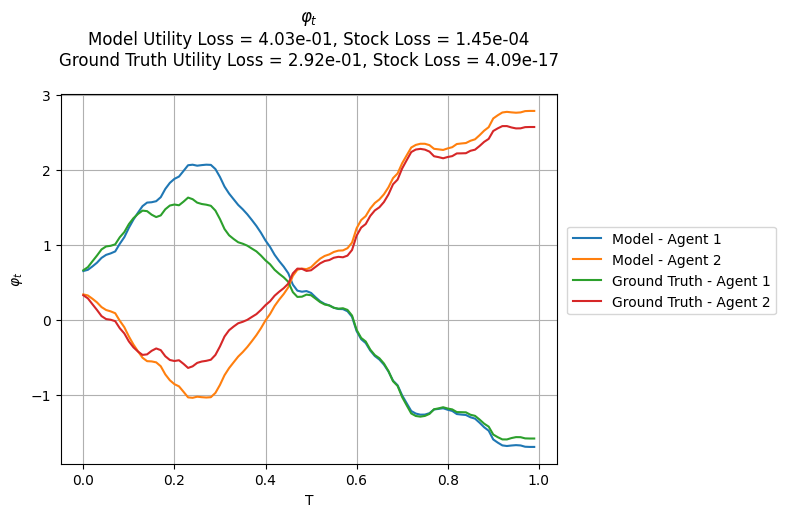 φt
Model Utility Loss = 4.03e-01, Stock Loss = 1.45e-04
Ground Truth Utility Loss = 2.92e-01, Stock Loss = 4.09e-17
3
2
1
0
−1
φt
0.0
0.2
0.4
0.6
0.8
1.0
T
Model - Agent 1
Model - Agent 2
Ground Truth - Agent 1
Ground Truth - Agent 2